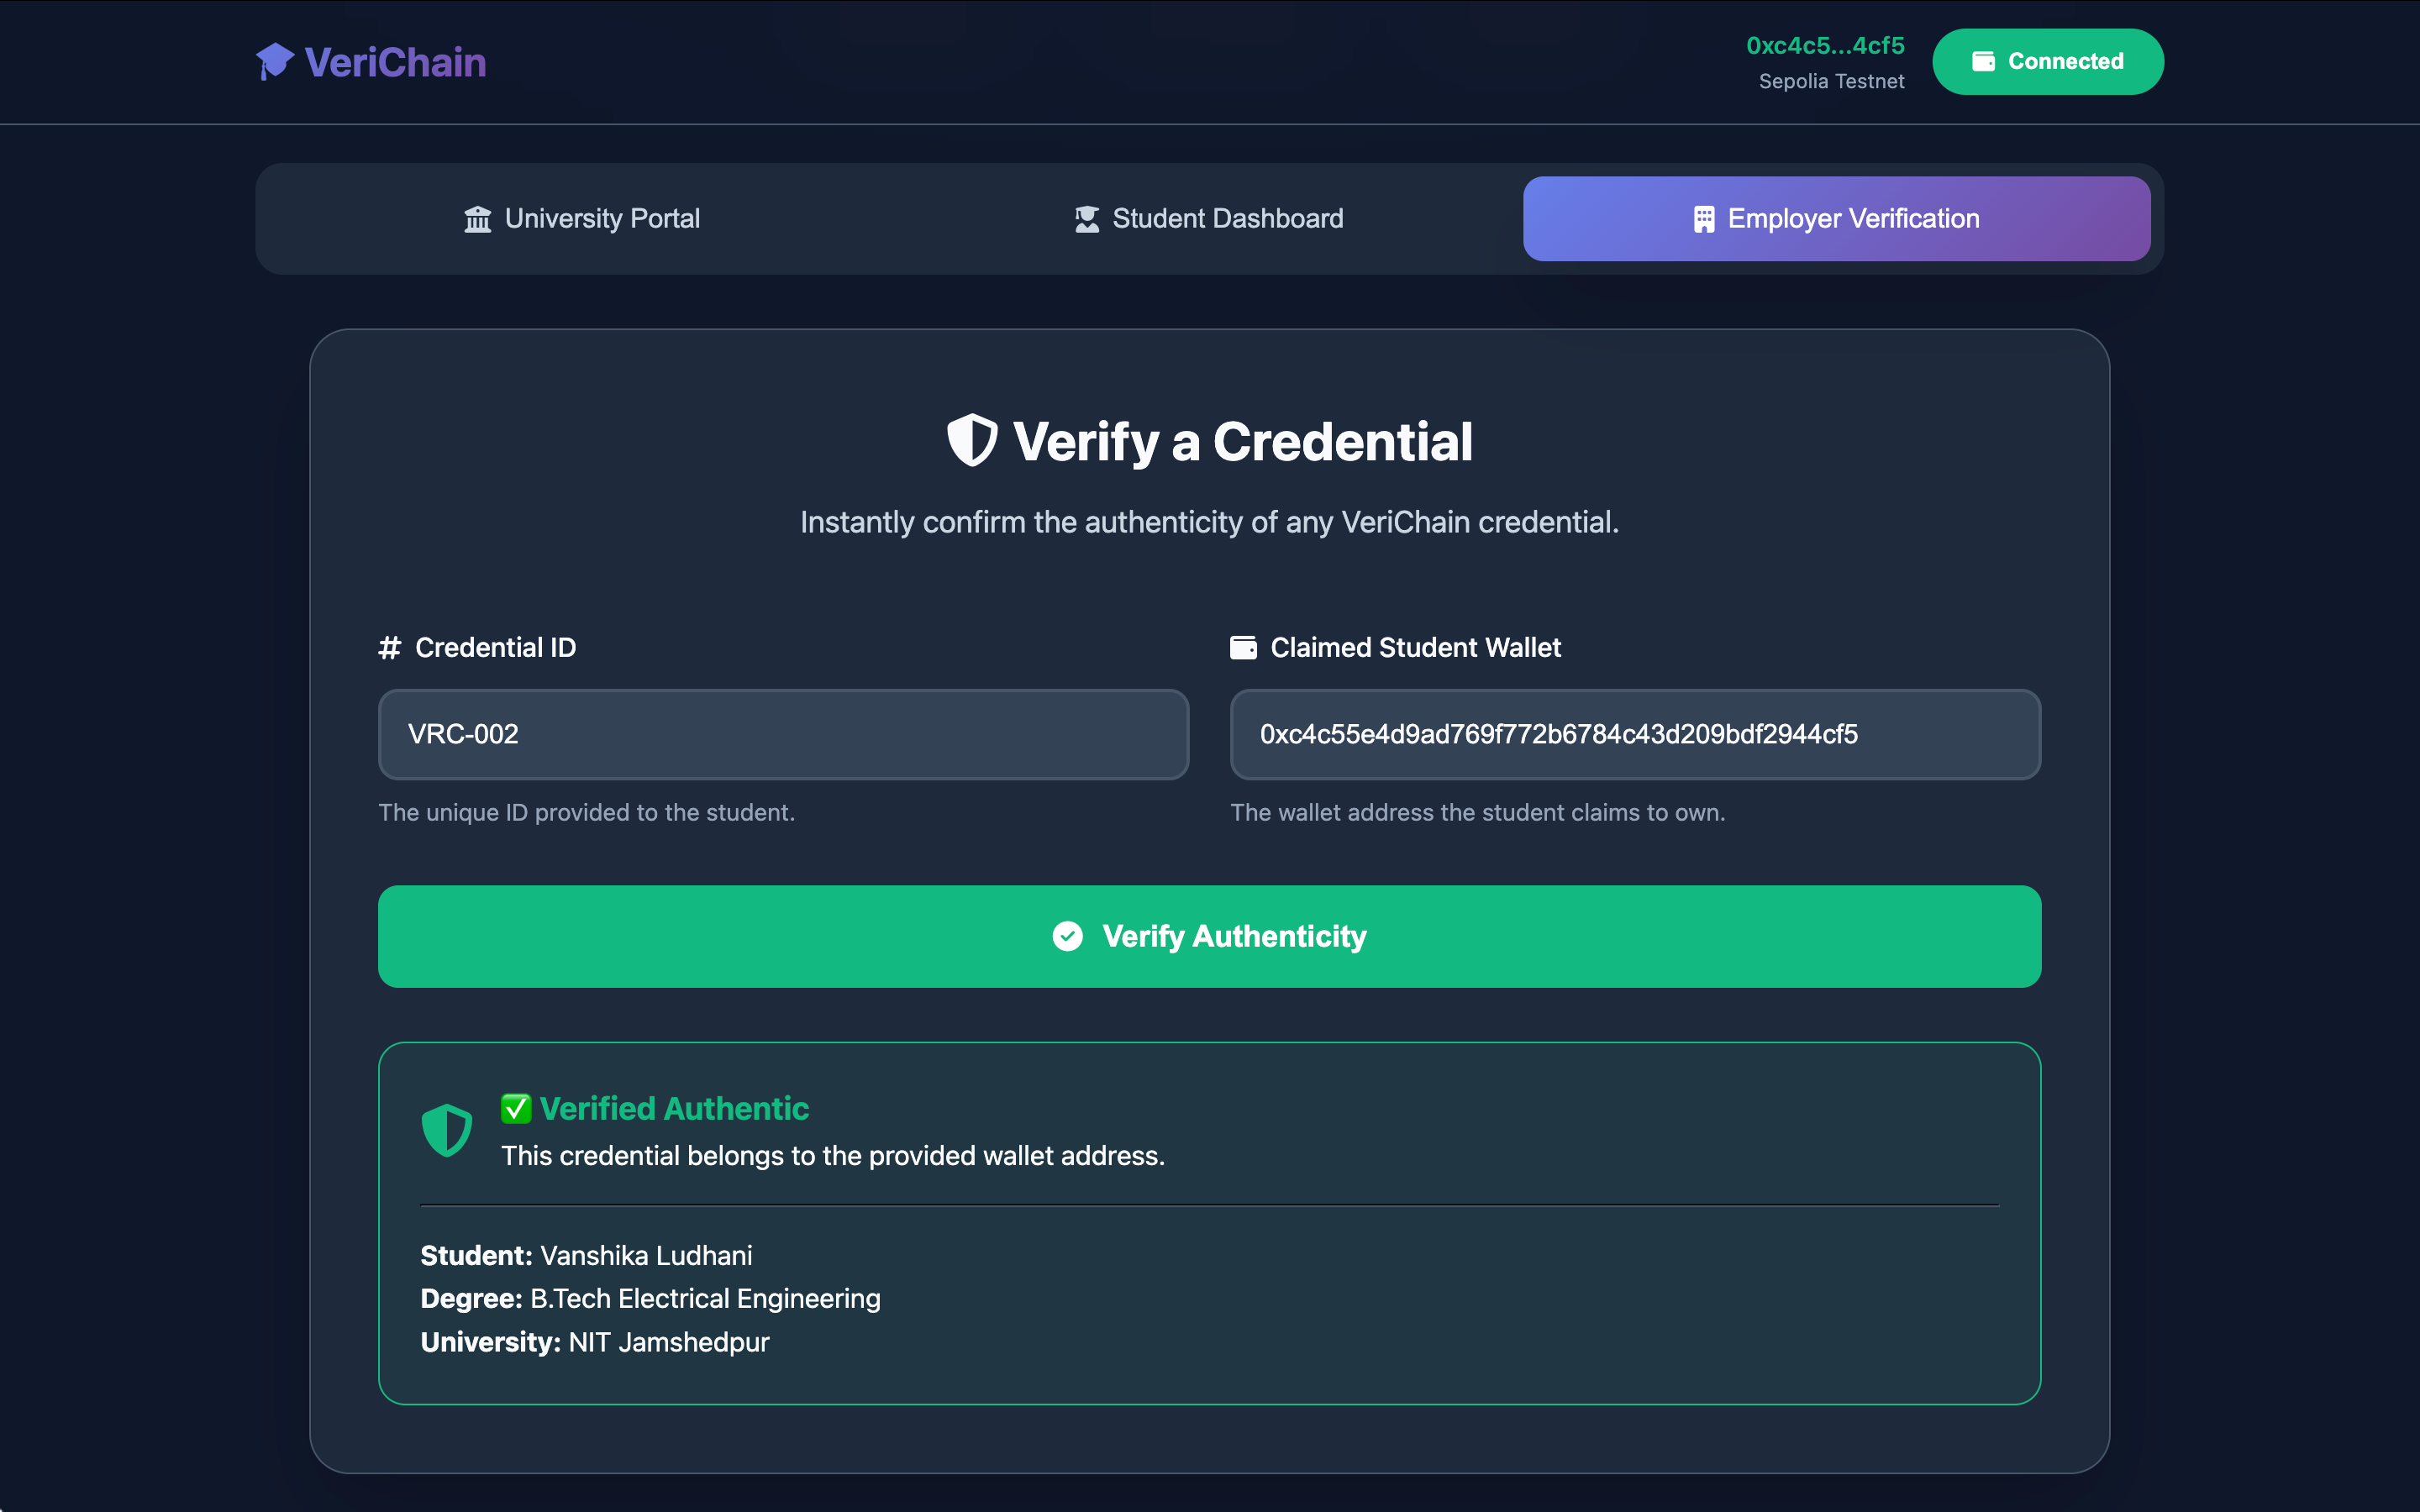 VeriChain
0xc4c5...4cf5
Sepolia Testnet
Connected
University Portal
Student Dashboard
Employer Verification
Verify a Credential
Instantly confirm the authenticity of any VeriChain credential.
# Credential ID
Claimed Student Wallet
VRC-002
0xc4c55e4d9ad769f772b6784c43d209bdf2944cf5
The unique ID provided to the student.
The wallet address the student claims to own.
Verify Authenticity
✅ Verified Authentic
This credential belongs to the provided wallet address.
Student: Vanshika Ludhani
Degree: B.Tech Electrical Engineering
University: NIT Jamshedpur